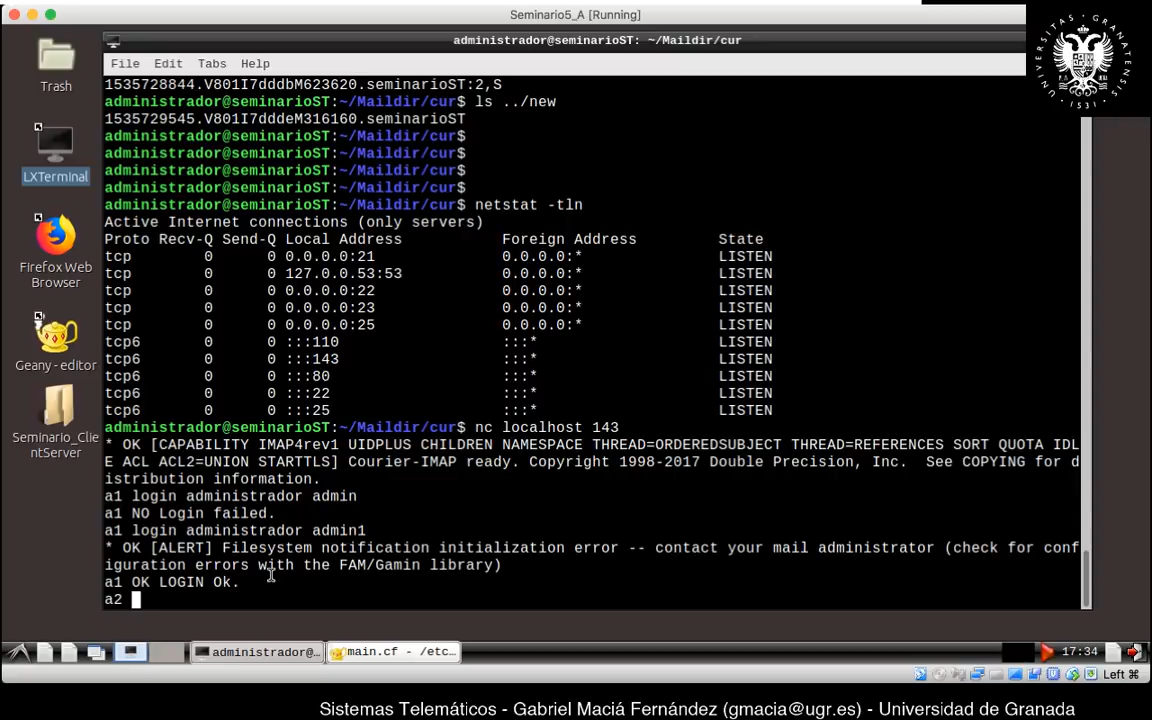 Seminario5_A [Running]
administrador@seminarioST: ~/Maildir/cur
File Edit Tabs Help
1535728844.V801I7dddbM623620.seminarioST:2,S
administrador@seminarioST:~/Maildir/cur$ ls ../new
1535729545.V801I7dddeM316160.seminarioST
administrador@seminarioST:~/Maildir/cur$
administrador@seminarioST:~/Maildir/cur$
administrador@seminarioST:~/Maildir/cur$
administrador@seminarioST:~/Maildir/cur$
administrador@seminarioST:~/Maildir/cur$ netstat -tln
Active Internet connections (only servers)
Proto Recv-Q Send-Q Local Address Foreign Address State
tcp 0 0 0.0.0.0:21 0.0.0.0:* LISTEN
tcp 0 0 127.0.0.53:53 0.0.0.0:* LISTEN
tcp 0 0 0.0.0.0:22 0.0.0.0:* LISTEN
tcp 0 0 0.0.0.0:23 0.0.0.0:* LISTEN
tcp 0 0 0.0.0.0:25 0.0.0.0:* LISTEN
tcp6 0 0 :::110 :::* LISTEN
tcp6 0 0 :::143 :::* LISTEN
tcp6 0 0 :::80 :::* LISTEN
tcp6 0 0 :::22 :::* LISTEN
tcp6 0 0 :::25 :::* LISTEN
administrador@seminarioST:~/Maildir/cur$ nc localhost 143
* OK [CAPABILITY IMAP4rev1 UIDPLUS CHILDREN NAMESPACE THREAD=ORDEREDSUBJECT THREAD=REFERENCES SORT QUOTA IDL
E ACL ACL2=UNION STARTTLS] Courier-IMAP ready. Copyright 1998-2017 Double Precision, Inc.  See COPYING for d
istribution information.
a1 login administrador admin
a1 NO Login failed.
a1 login administrador admin1
* OK [ALERT] Filesystem notification initialization error -- contact your mail administrator (check for conf
iguration errors with the FAM/Gamin library)
a1 OK LOGIN Ok.
a2
Trash
LXTerminal
Firefox Web
Browser
Geany - editor
Seminario_Clie
ntServer
administrador@...
main.cf - /etc...
17:34
Left ⌘
UNIVERSITAS GRANATENSIS
1531
Sistemas Telemáticos - Gabriel Maciá Fernández (gmacia@ugr.es) - Universidad de Granada